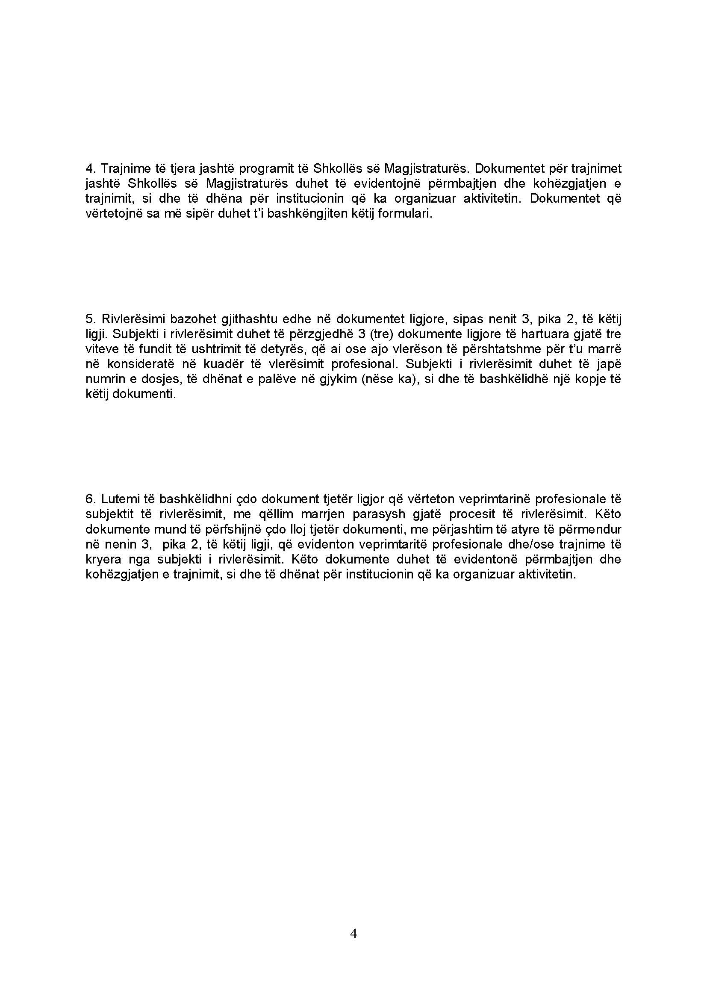 4. Trajnime të tjera jashtë programit të Shkollës së Magjistraturës. Dokumentet për trajnimet
jashtë Shkollës së Magjistraturës duhet të evidentojnë përmbajtjen dhe kohëzgjatjen e
trajnimit, si dhe të dhëna për institucionin që ka organizuar aktivitetin. Dokumentet që
vërtetojnë sa më sipër duhet t’i bashkëngjiten këtij formulari.
5. Rivlerësimi bazohet gjithashtu edhe në dokumentet ligjore, sipas nenit 3, pika 2, të këtij
ligji. Subjekti i rivlerësimit duhet të përzgjedhë 3 (tre) dokumente ligjore të hartuara gjatë tre
viteve të fundit të ushtrimit të detyrës, që ai ose ajo vlerëson të përshtatshme për t’u marrë
në konsideratë në kuadër të vlerësimit profesional. Subjekti i rivlerësimit duhet të japë
numrin e dosjes, të dhënat e palëve në gjykim (nëse ka), si dhe të bashkëlidhë një kopje të
këtij dokumenti.
6. Lutemi të bashkëlidhni çdo dokument tjetër ligjor që vërteton veprimtarinë profesionale të
subjektit të rivlerësimit, me qëllim marrjen parasysh gjatë procesit të rivlerësimit. Këto
dokumente mund të përfshijnë çdo lloj tjetër dokumenti, me përjashtim të atyre të përmendur
në nenin 3,  pika 2, të këtij ligji, që evidenton veprimtaritë profesionale dhe/ose trajnime të
kryera nga subjekti i rivlerësimit. Këto dokumente duhet të evidentonë përmbajtjen dhe
kohëzgjatjen e trajnimit, si dhe të dhënat për institucionin që ka organizuar aktivitetin.
4